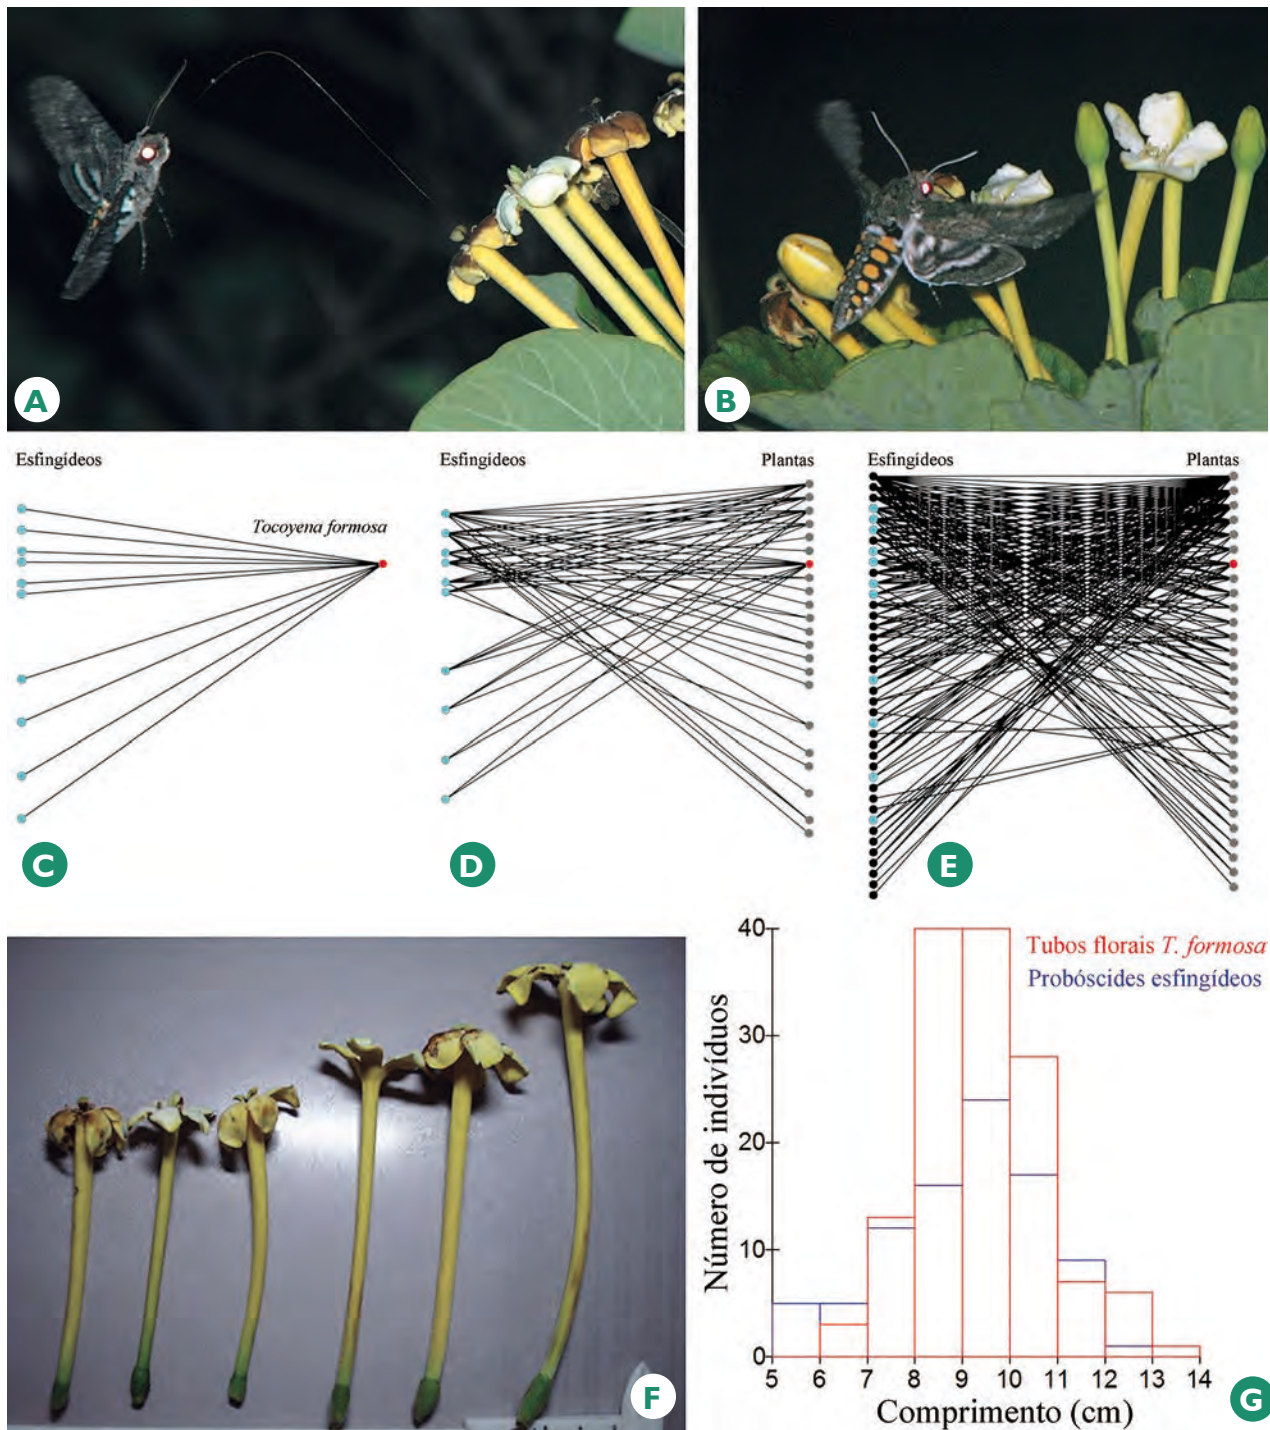 A
B
Esfingídeos
Tocoyena formosa
C
Esfingídeos Plantas
D
Esfingídeos Plantas
E
F
Tubos florais T. formosa
Probóscides esfingídeos
Número de indivíduos
40
30
20
10
0
5 6 7 8 9 10 11 12 13 14
Comprimento (cm)
G